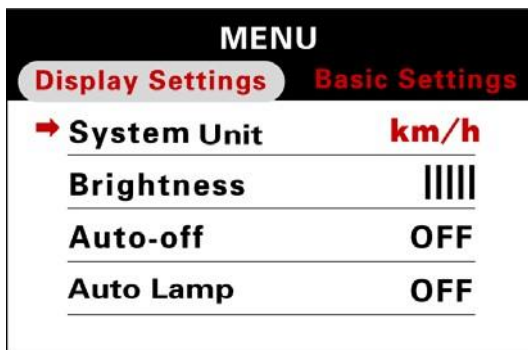 MENU
Display Settings Basic Settings
System Unit km/h
Brightness
Auto-off OFF
Auto Lamp OFF